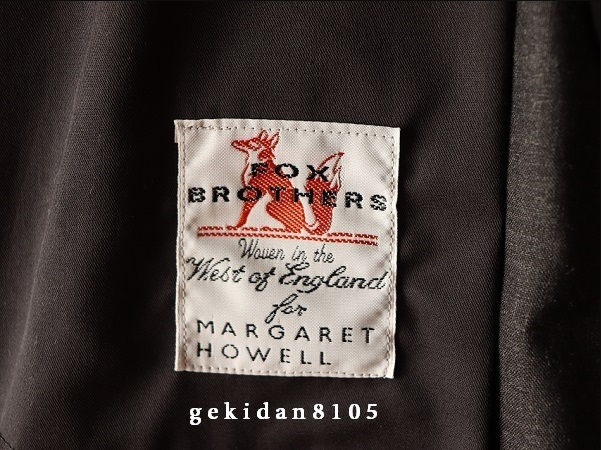 FOX
BROTHERS
Woven in the
West of England
for
MARGARET
HOWELL
gekidan8105